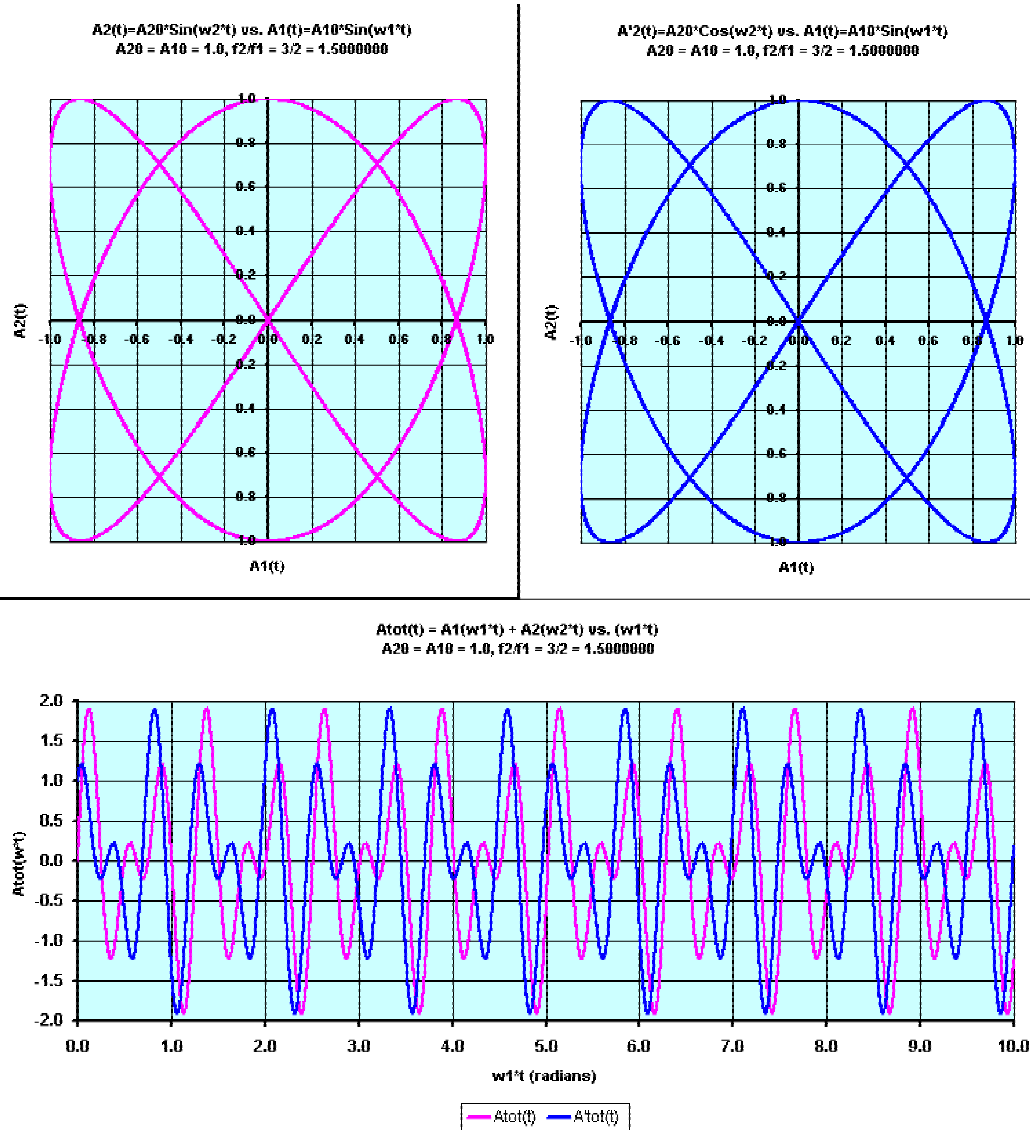 A2(t)=A20*Sin(w2*t) vs. A1(t)=A10*Sin(w1*t)
A20 = A10 = 1.0, f2/f1 = 3/2 = 1.5000000
1.0
0.8
0.6
0.4
0.2
0.0
-1.0 -0.8 -0.6 -0.4 -0.2 0.0 0.2 0.4 0.6 0.8 1.0
0.2
0.4
0.6
0.8
1.0
A2(t)
A1(t)
A'2(t)=A20*Cos(w2*t) vs. A1(t)=A10*Sin(w1*t)
A20 = A10 = 1.0, f2/f1 = 3/2 = 1.5000000
1.0
0.8
0.6
0.4
0.2
0.0
-1.0 -0.8 -0.6 -0.4 -0.2 0.0 0.2 0.4 0.6 0.8 1.0
0.2
0.4
0.6
0.8
1.0
A2(t)
A1(t)
Atot(t) = A1(w1*t) + A2(w2*t) vs. (w1*t)
A20 = A10 = 1.0, f2/f1 = 3/2 = 1.5000000
2.0
1.5
1.0
0.5
0.0
-0.5
-1.0
-1.5
-2.0
Atot(w*t)
0.0 1.0 2.0 3.0 4.0 5.0 6.0 7.0 8.0 9.0 10.0
w1*t (radians)
Atot(t) A'tot(t)